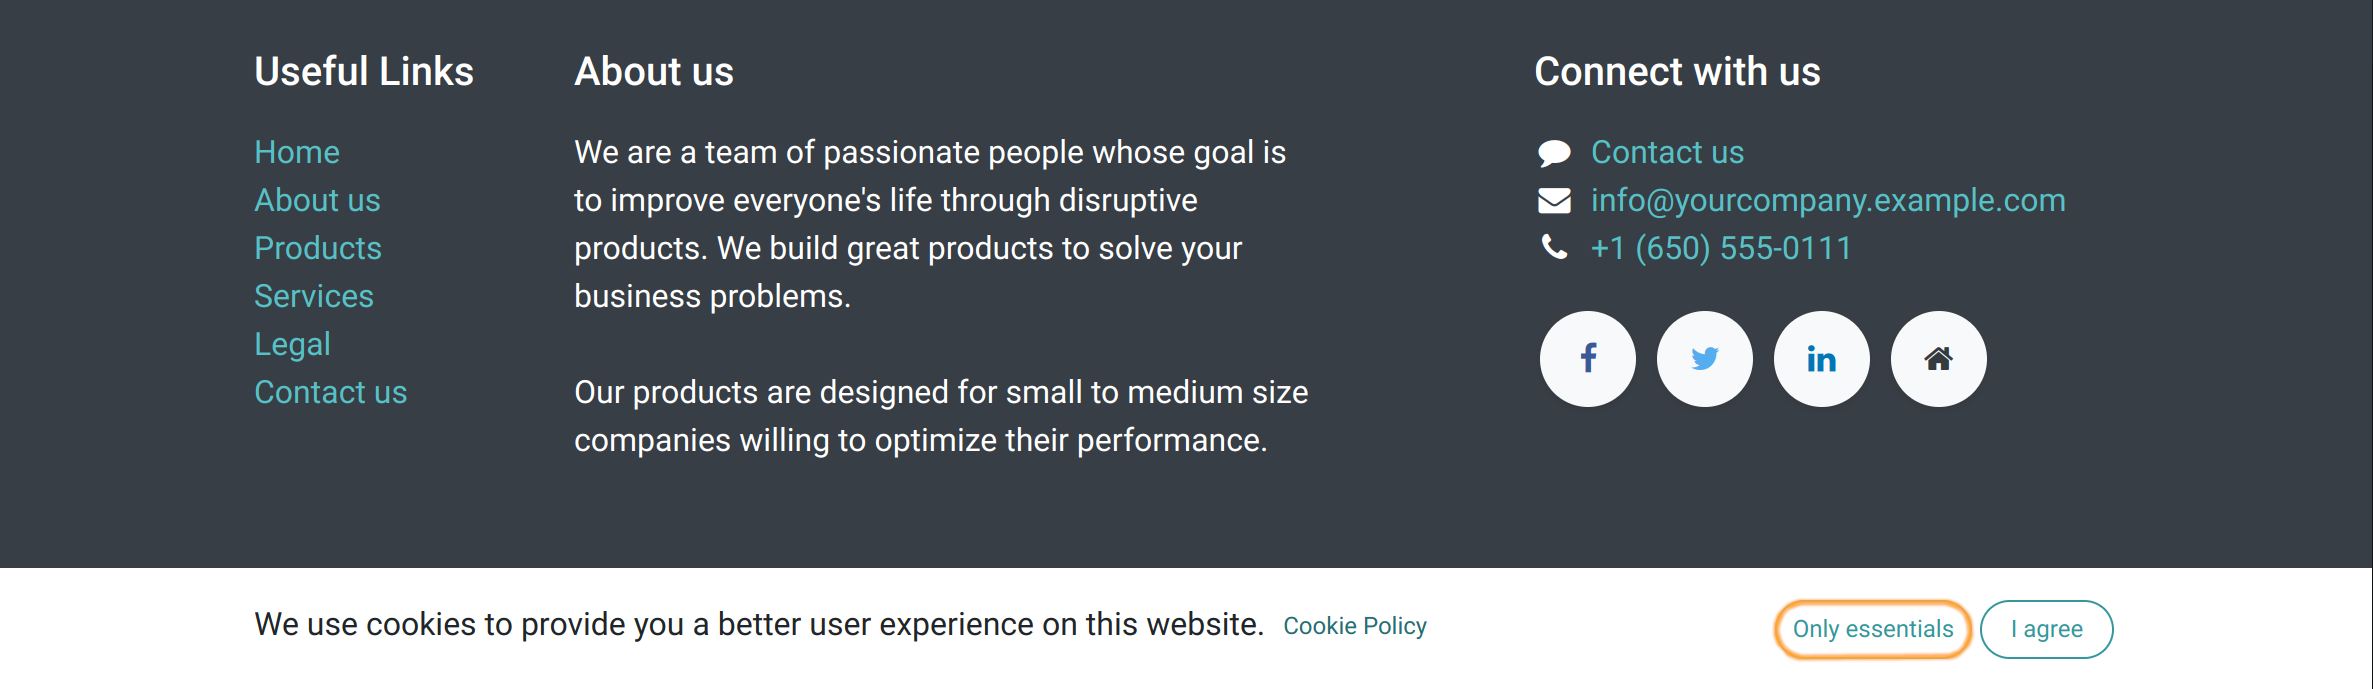 Useful Links
Home
About us
Products
Services
Legal
Contact us
About us
We are a team of passionate people whose goal is
to improve everyone's life through disruptive
products. We build great products to solve your
business problems.
Our products are designed for small to medium size
companies willing to optimize their performance.
Connect with us
Contact us
info@yourcompany.example.com
+1 (650) 555-0111
f
in
We use cookies to provide you a better user experience on this website. Cookie Policy
Only essentials
I agree